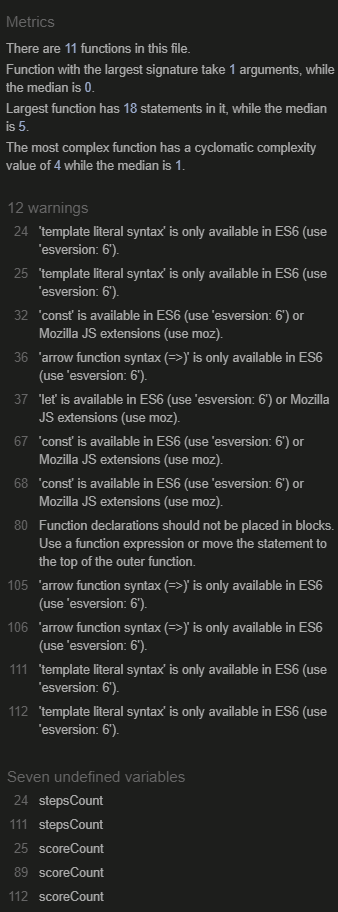 Metrics
There are 11 functions in this file.
Function with the largest signature take 1 arguments, while
the median is 0.
Largest function has 18 statements in it, while the median
is 5.
The most complex function has a cyclomatic complexity
value of 4 while the median is 1.
12 warnings
24 'template literal syntax' is only available in ES6 (use
'esversion: 6').
25 'template literal syntax' is only available in ES6 (use
'esversion: 6').
32 'const' is available in ES6 (use 'esversion: 6') or
Mozilla JS extensions (use moz).
36 'arrow function syntax (=>)' is only available in ES6
(use 'esversion: 6').
37 'let' is available in ES6 (use 'esversion: 6') or Mozilla
JS extensions (use moz).
67 'const' is available in ES6 (use 'esversion: 6') or
Mozilla JS extensions (use moz).
68 'const' is available in ES6 (use 'esversion: 6') or
Mozilla JS extensions (use moz).
80 Function declarations should not be placed in blocks.
Use a function expression or move the statement to
the top of the outer function.
105 'arrow function syntax (=>)' is only available in ES6
(use 'esversion: 6').
106 'arrow function syntax (=>)' is only available in ES6
(use 'esversion: 6').
111 'template literal syntax' is only available in ES6 (use
'esversion: 6').
112 'template literal syntax' is only available in ES6 (use
'esversion: 6').
Seven undefined variables
24 stepsCount
111 stepsCount
25 scoreCount
89 scoreCount
112 scoreCount